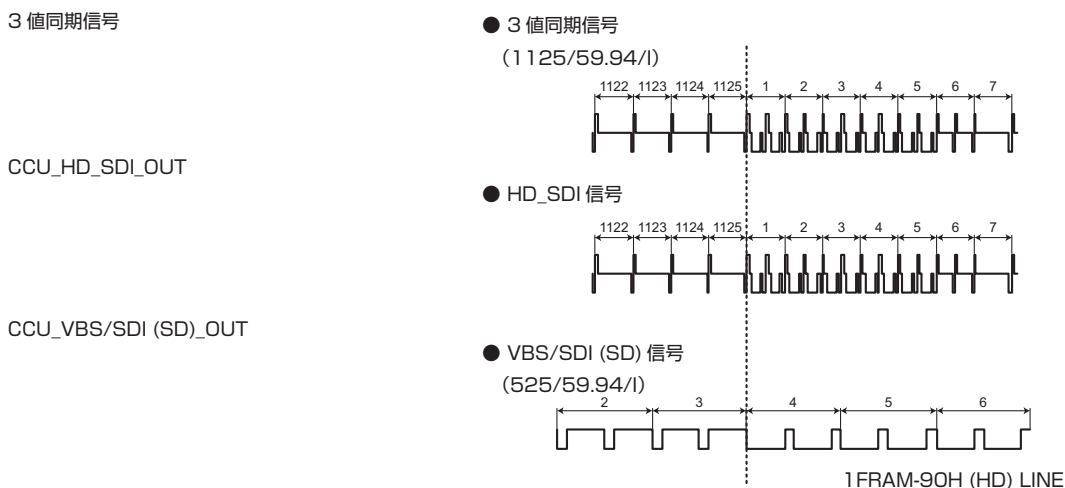 3 値同期信号
● 3 値同期信号
(1125/59.94/I)
1122 1123 1124 1125 1 2 3 4 5 6 7
CCU_HD_SDI_OUT
● HD_SDI 信号
1122 1123 1124 1125 1 2 3 4 5 6 7
CCU_VBS/SDI (SD)_OUT
● VBS/SDI (SD) 信号
(525/59.94/I)
2 3 4 5 6
1FRAM-90H (HD) LINE